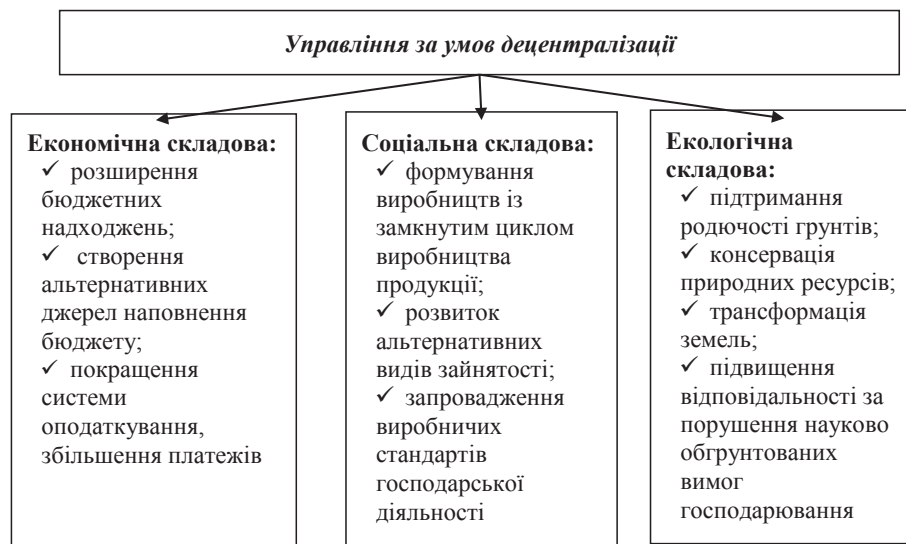 Управління за умов децентралізації
Економічна складова:
✓ розширення
бюджетних
надходжень;
✓ створення
альтернативних
джерел наповнення
бюджету;
✓ покращення
системи
оподаткування,
збільшення платежів
Соціальна складова:
✓ формування
виробництв із
замкнутим циклом
виробництва
продукції;
✓ розвиток
альтернативних
видів зайнятості;
✓ запровадження
виробничих
стандартів
господарської
діяльності
Екологічна
складова:
✓ підтримання
родючості грунтів;
✓ консервація
природних ресурсів;
✓ трансформація
земель;
✓ підвищення
відповідальності за
порушення науково
обгрунтованих
вимог
господарювання